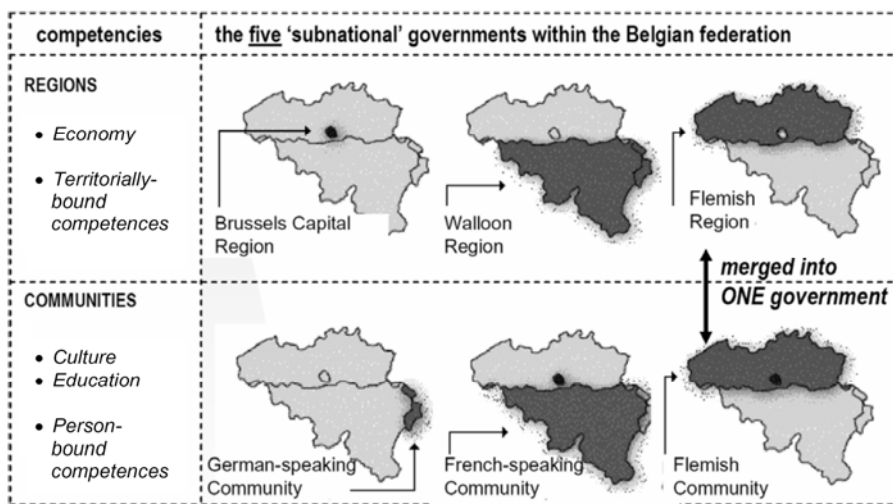 competencies
the five 'subnational' governments within the Belgian federation
REGIONS
• Economy
• Territorially-
bound
competences
Brussels Capital
Region
Walloon
Region
Flemish
Region
merged into
ONE government
COMMUNITIES
• Culture
• Education
• Person-
bound
competences
German-speaking
Community
French-speaking
Community
Flemish
Community